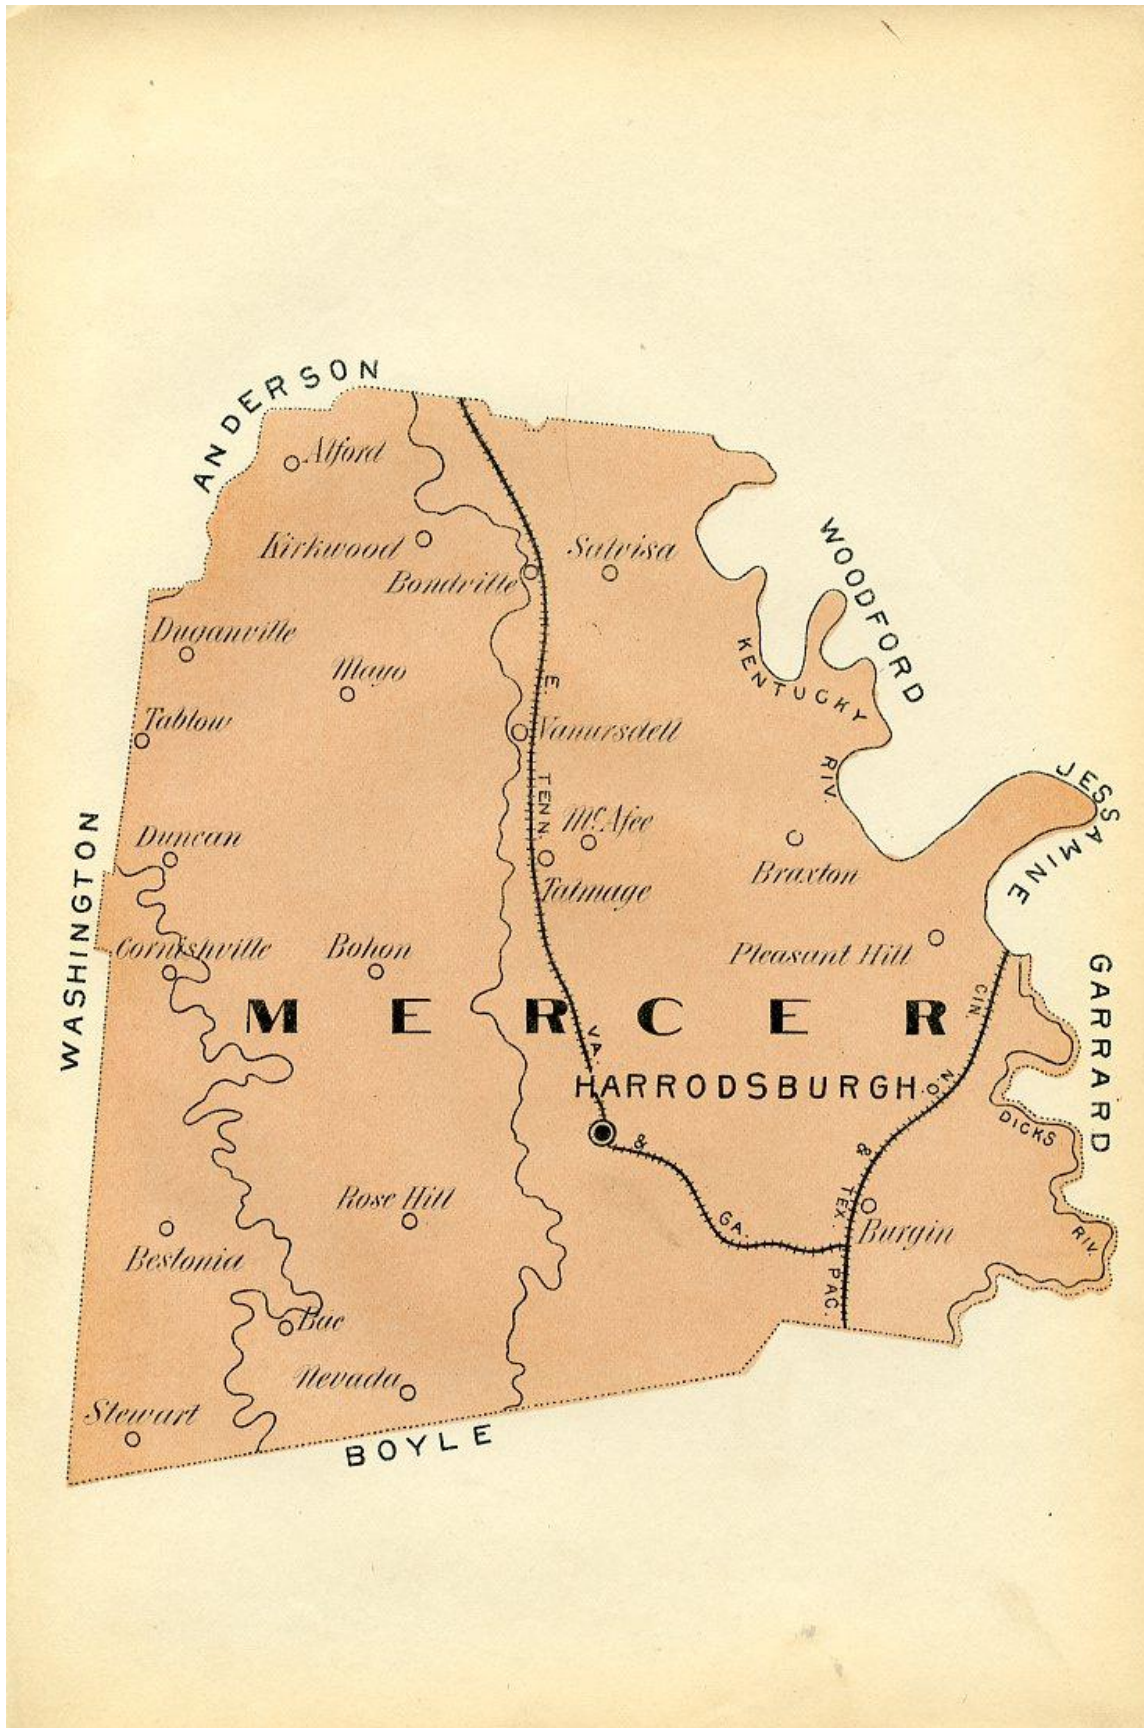 ANDERSON
Alford
Kirkwood
Salvisa
Bondville
WOODFORD
Duganville
KENTUCKY RIV.
Mayo
Tablow
Vanarsdell
JESSAMINE
WASHINGTON
Duncan
McAfee
Talmage
Braxton
Cornishville
Bohon
Pleasant Hill
GARRARD
MERCER
HARRODSBURGH
E. TENN. VA. & GA.
CIN. N.O. & TEX. PAC.
DICKS RIV.
Rose Hill
Burgin
Bestonia
Bac
Nevada
Stewart
BOYLE